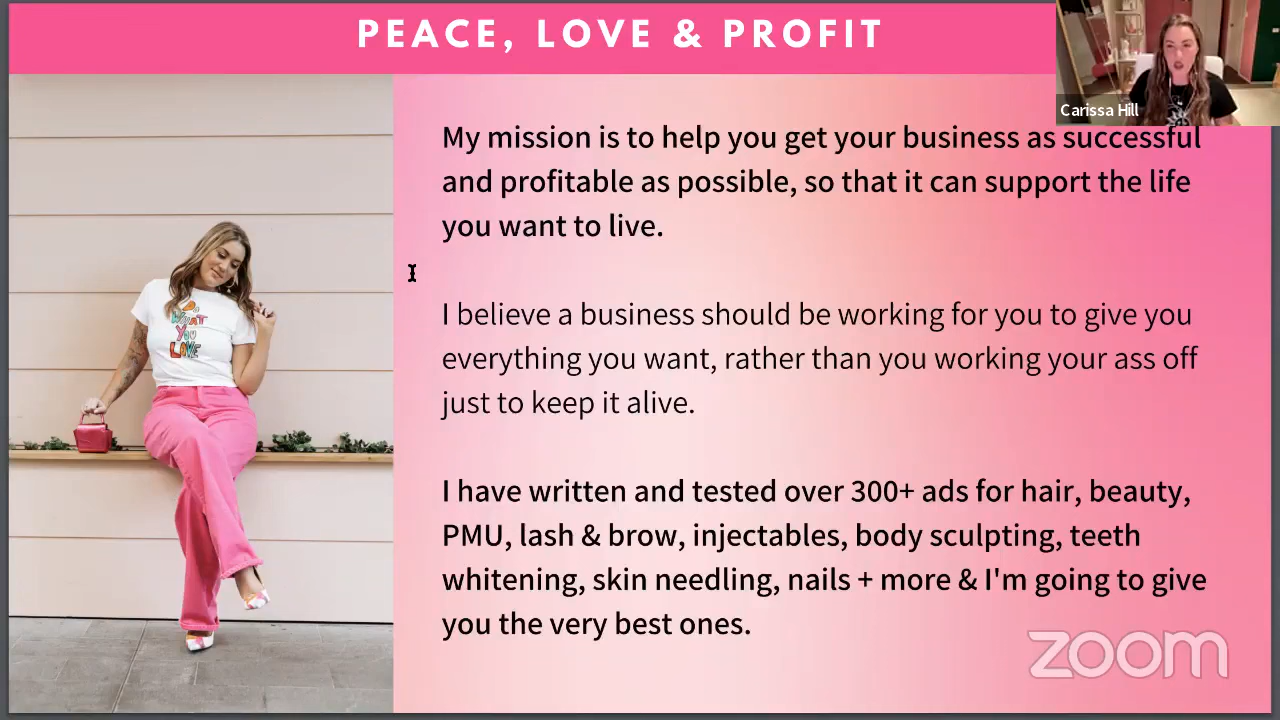 PEACE, LOVE & PROFIT
Carissa Hill
My mission is to help you get your business as successful
and profitable as possible, so that it can support the life
you want to live.
I believe a business should be working for you to give you
everything you want, rather than you working your ass off
just to keep it alive.
I have written and tested over 300+ ads for hair, beauty,
PMU, lash & brow, injectables, body sculpting, teeth
whitening, skin needling, nails + more & I'm going to give
you the very best ones.
WHAT
YOU
zoom